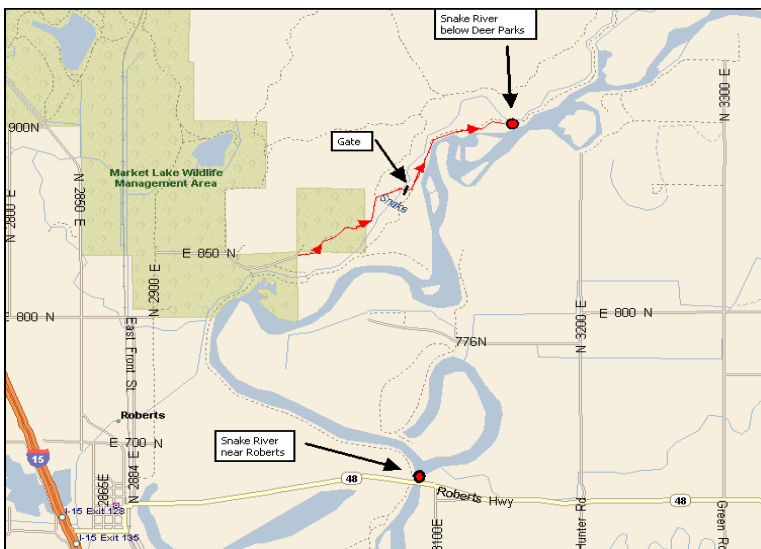 Snake River
below Deer Parks
N 3300 E
900N
Gate
Market Lake Wildlife
Management Area
N 2800 E
N 2850 E
Snake
E 850 N
N 2900 E
E 800 N
E 800 N
N 3200 E
776N
East Front St
Roberts
Snake River
near Roberts
E 700 N
15
N 2884 E
2885E
48
Roberts Hwy
48
I-15 Exit 128
I-15 Exit 135
3100E
Hunter Rd
Green Ro